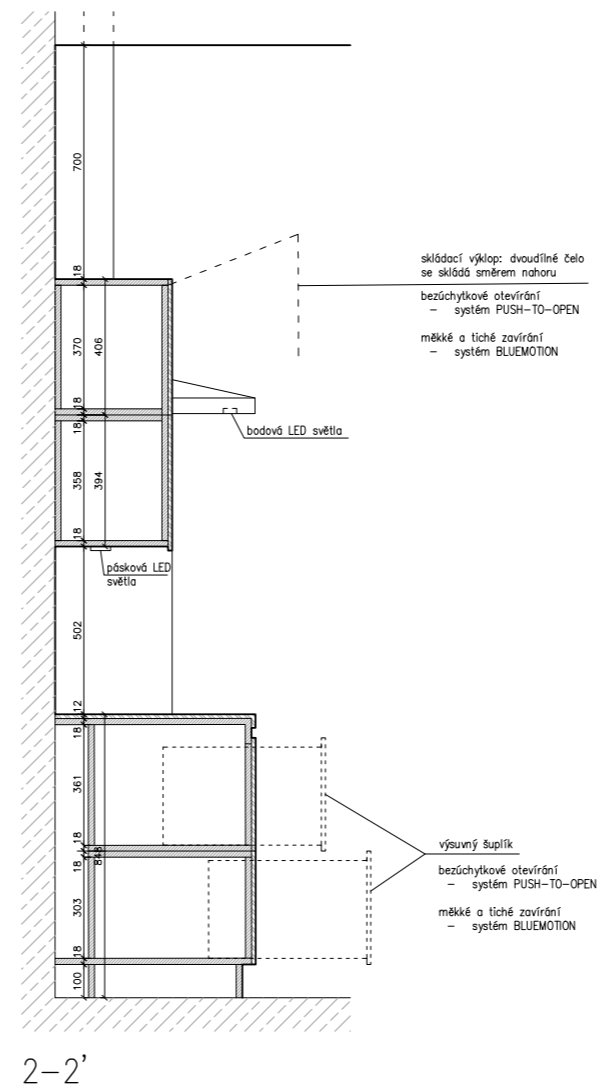 700
18
skládací výklop: dvoudílné čelo
se skládá směrem nahoru
bezúchytkové otevírání
– systém PUSH-TO-OPEN
měkké a tiché zavírání
– systém BLUEMOTION
370
406
18
bodová LED světla
18
358
394
18
pásková LED
světla
502
12
18
361
18
848
18
303
18
100
výsuvný šuplík
bezúchytkové otevírání
– systém PUSH-TO-OPEN
měkké a tiché zavírání
– systém BLUEMOTION
2-2'